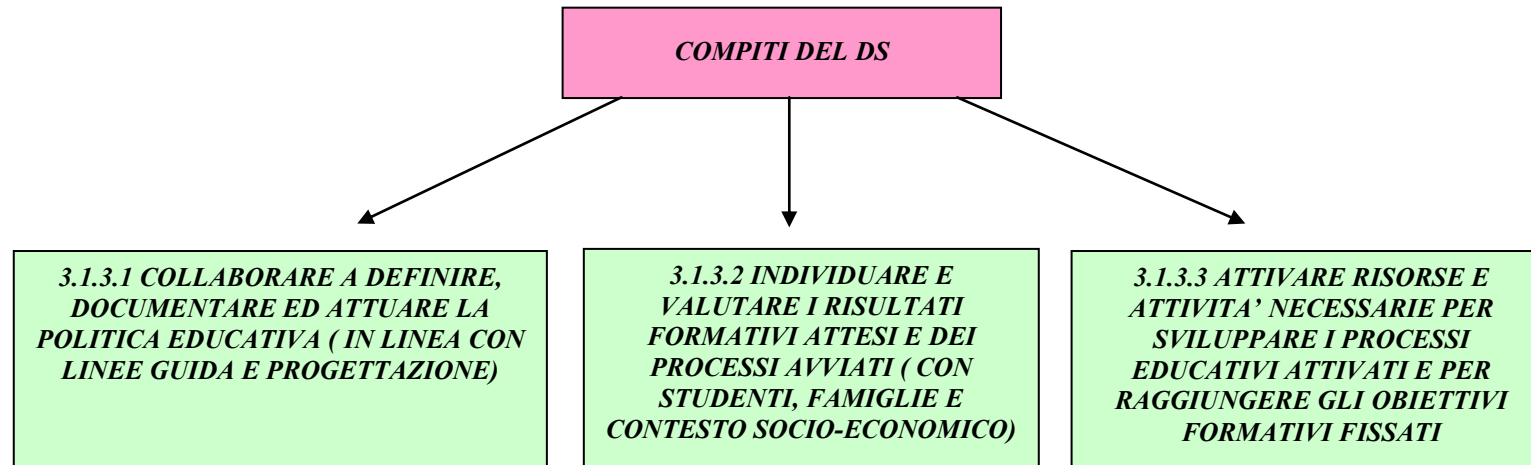 COMPITI DEL DS
3.1.3.1 COLLABORARE A DEFINIRE,
DOCUMENTARE ED ATTUARE LA
POLITICA EDUCATIVA ( IN LINEA CON
LINEE GUIDA E PROGETTAZIONE)
3.1.3.2 INDIVIDUARE E
VALUTARE I RISULTATI
FORMATIVI ATTESI E DEI
PROCESSI AVVIATI ( CON
STUDENTI, FAMIGLIE E
CONTESTO SOCIO-ECONOMICO)
3.1.3.3 ATTIVARE RISORSE E
ATTIVITA’ NECESSARIE PER
SVILUPPARE I PROCESSI
EDUCATIVI ATTIVATI E PER
RAGGIUNGERE GLI OBIETTIVI
FORMATIVI FISSATI